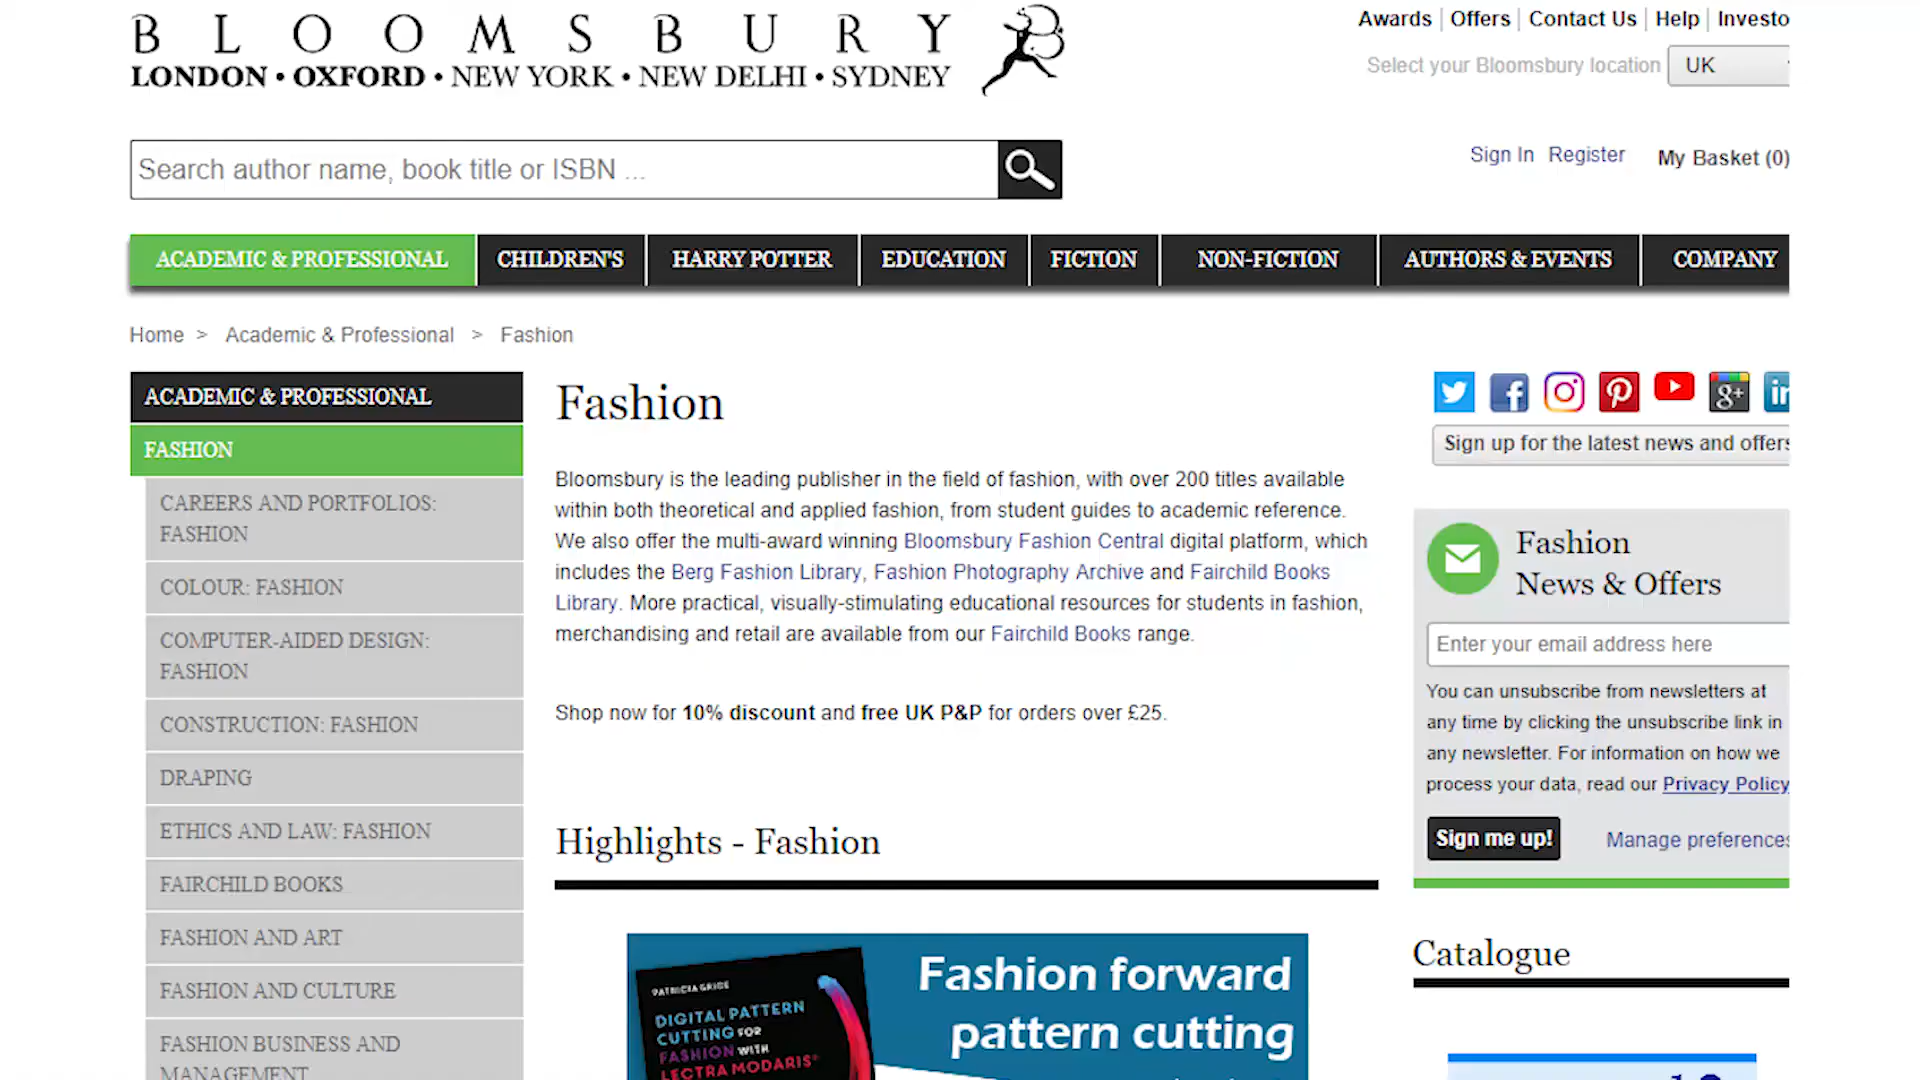 BLOOMSBURY
LONDON • OXFORD • NEW YORK • NEW DELHI • SYDNEY
Awards | Offers | Contact Us | Help | Investo
Select your Bloomsbury location UK
Search author name, book title or ISBN ...
Sign In Register My Basket (0)
ACADEMIC & PROFESSIONAL CHILDREN'S HARRY POTTER EDUCATION FICTION NON-FICTION AUTHORS & EVENTS COMPANY
Home > Academic & Professional > Fashion
ACADEMIC & PROFESSIONAL
FASHION
CAREERS AND PORTFOLIOS:
FASHION
COLOUR: FASHION
COMPUTER-AIDED DESIGN:
FASHION
CONSTRUCTION: FASHION
DRAPING
ETHICS AND LAW: FASHION
FAIRCHILD BOOKS
FASHION AND ART
FASHION AND CULTURE
FASHION BUSINESS AND
MANAGEMENT
Fashion
Bloomsbury is the leading publisher in the field of fashion, with over 200 titles available
within both theoretical and applied fashion, from student guides to academic reference.
We also offer the multi-award winning Bloomsbury Fashion Central digital platform, which
includes the Berg Fashion Library, Fashion Photography Archive and Fairchild Books
Library. More practical, visually-stimulating educational resources for students in fashion,
merchandising and retail are available from our Fairchild Books range.
Shop now for 10% discount and free UK P&P for orders over £25.
Highlights - Fashion
PATRICIA GRICE
DIGITAL PATTERN
CUTTING FOR
FASHION WITH
LECTRA MODARIS®
Fashion forward
pattern cutting
Sign up for the latest news and offers
Fashion
News & Offers
Enter your email address here
You can unsubscribe from newsletters at
any time by clicking the unsubscribe link in
any newsletter. For information on how we
process your data, read our Privacy Policy
Sign me up! Manage preferences
Catalogue